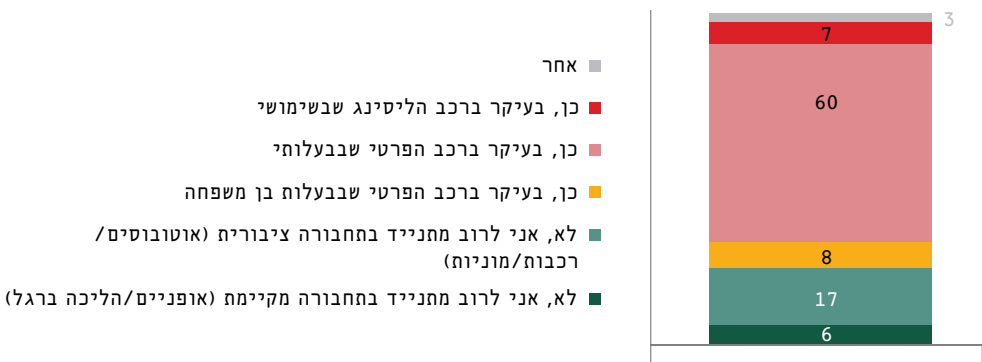 אחר
כן, בעיקר ברכב הליסינג שבשימושי
כן, בעיקר ברכב הפרטי שבבעלותי
כן, בעיקר ברכב הפרטי שבבעלות בן משפחה
לא, אני לרוב מתנייד בתחבורה ציבורית (אוטובוסים/
רכבות/מוניות)
לא, אני לרוב מתנייד בתחבורה מקיימת (אופניים/הליכה ברגל)
3
7
60
8
17
6